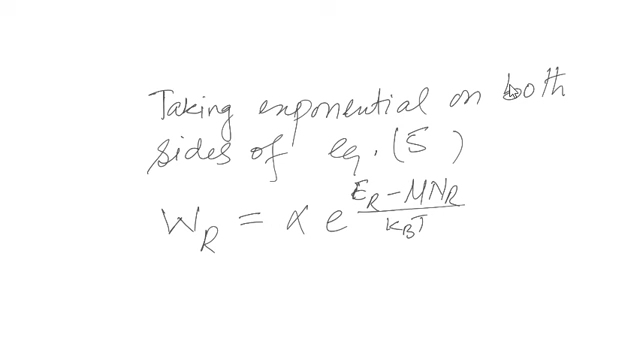 Taking exponential on both
sides of eq. (5)
W_R = α e^{(E_R - μN_R)/(K_B T)}